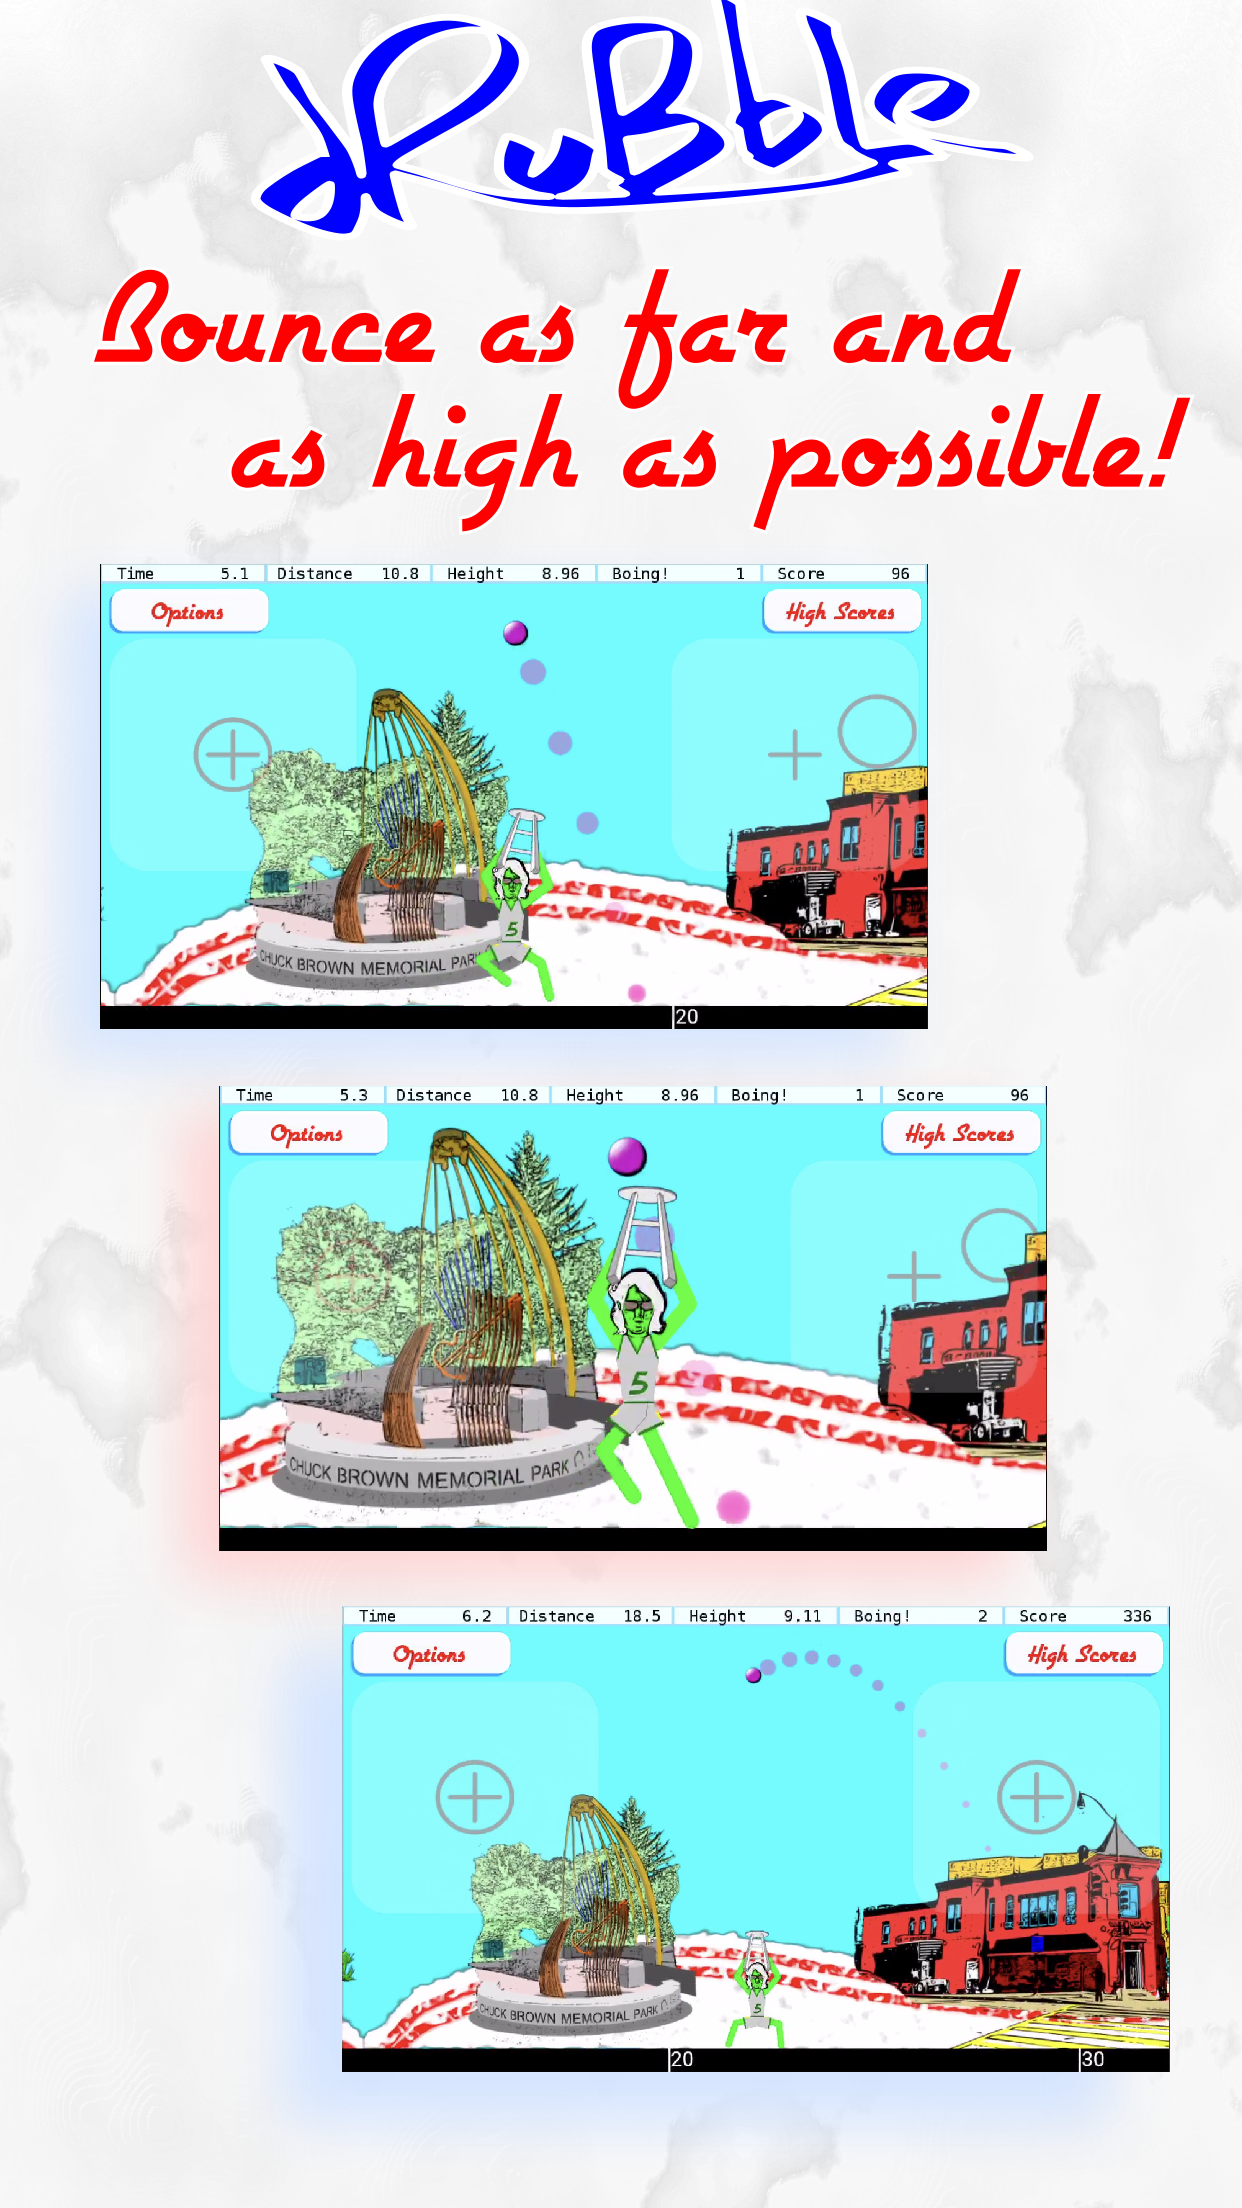 dRuBble
Bounce as far and
as high as possible!
Time 5.1 Distance 10.8 Height 8.96 Boing! 1 Score 96
Options High Scores
5
CHUCK BROWN MEMORIAL PARK
20
Time 5.3 Distance 10.8 Height 8.96 Boing! 1 Score 96
Options High Scores
5
CHUCK BROWN MEMORIAL PARK
Time 6.2 Distance 18.5 Height 9.11 Boing! 2 Score 336
Options High Scores
5
CHUCK BROWN MEMORIAL PARK
20 30